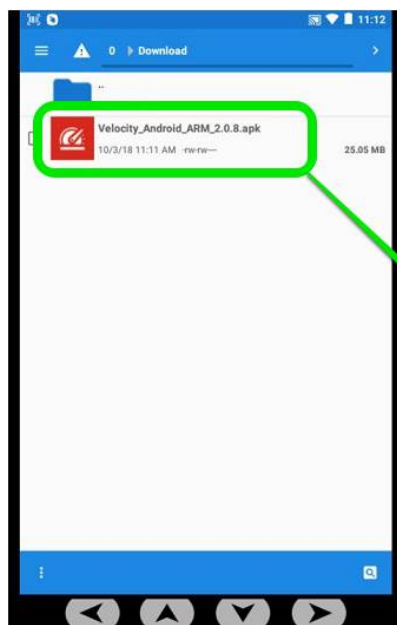 11:12
0 Download
..
Velocity_Android_ARM_2.0.8.apk
10/3/18 11:11 AM -rw-rw--- 25.05 MB